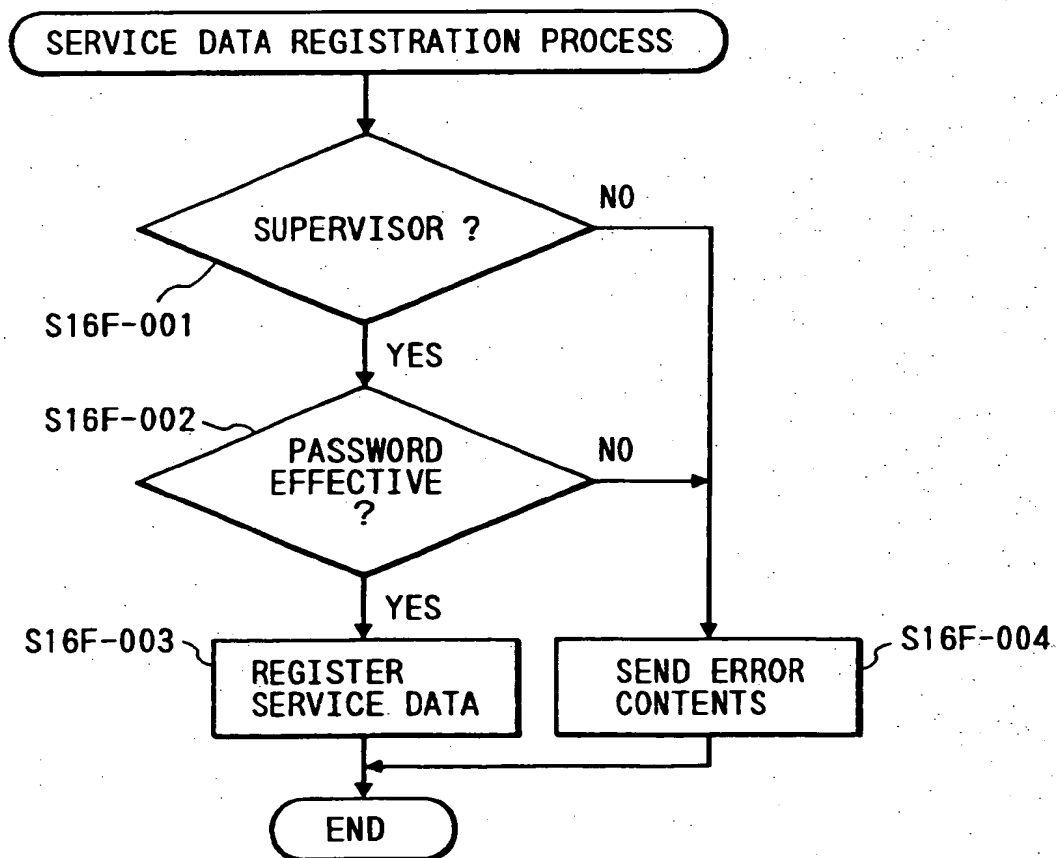 SERVICE DATA REGISTRATION PROCESS
SUPERVISOR ?
NO
S16F-001
YES
S16F-002
PASSWORD
EFFECTIVE
?
NO
YES
S16F-003
REGISTER
SERVICE DATA
SEND ERROR
CONTENTS
S16F-004
END